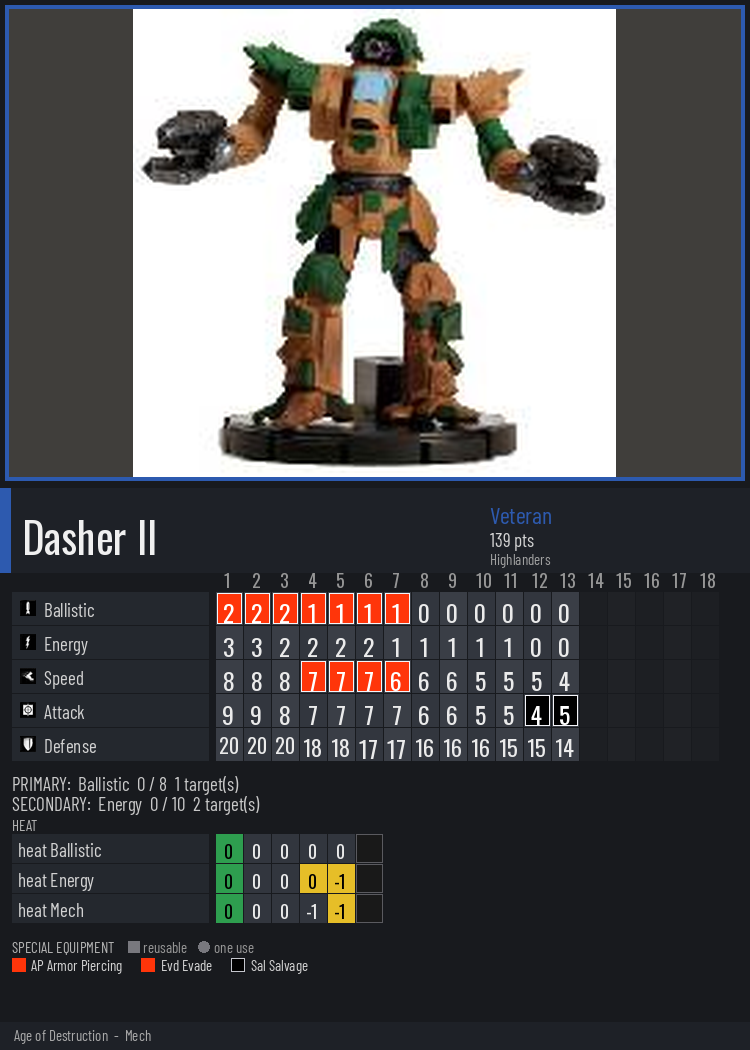 Dasher II
Veteran
139 pts
Highlanders
1 2 3 4 5 6 7 8 9 10 11 12 13 14 15 16 17 18
Ballistic 2 2 2 1 1 1 1 0 0 0 0 0 0
Energy 3 3 2 2 2 2 1 1 1 1 1 0 0
Speed 8 8 8 7 7 7 6 6 6 5 5 5 4
Attack 9 9 8 7 7 7 7 6 6 5 5 4 5
Defense 20 20 20 18 18 17 17 16 16 16 15 15 14
PRIMARY: Ballistic 0 / 8 1 target(s)
SECONDARY: Energy 0 / 10 2 target(s)
HEAT
heat Ballistic 0 0 0 0 0
heat Energy 0 0 0 0 -1
heat Mech 0 0 0 -1 -1
SPECIAL EQUIPMENT reusable one use
AP Armor Piercing Evd Evade Sal Salvage
Age of Destruction - Mech